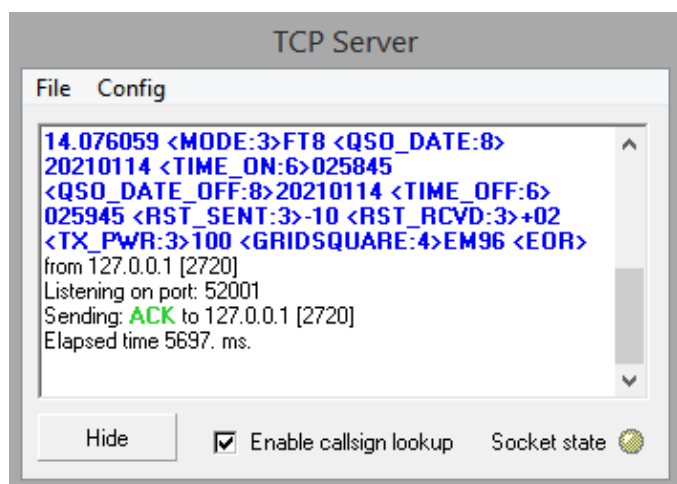 TCP Server
File Config
14.076059 <MODE:3>FT8 <QSO_DATE:8>
20210114 <TIME_ON:6>025845
<QSO_DATE_OFF:8>20210114 <TIME_OFF:6>
025945 <RST_SENT:3>-10 <RST_RCVD:3>+02
<TX_PWR:3>100 <GRIDSQUARE:4>EM96 <EOR>
from 127.0.0.1 [2720]
Listening on port: 52001
Sending: ACK to 127.0.0.1 [2720]
Elapsed time 5697. ms.
Hide Enable callsign lookup Socket state